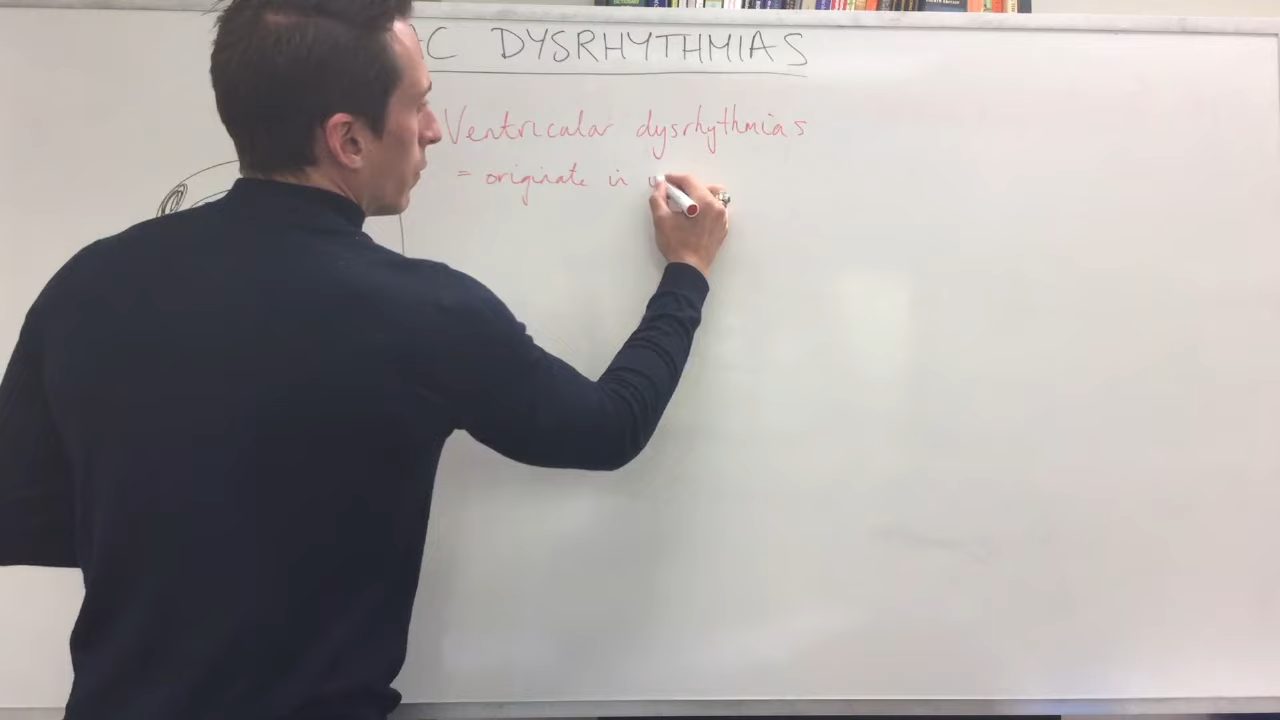 C DYSRHYTHMIAS
Ventricular dysrhythmias
= originate in